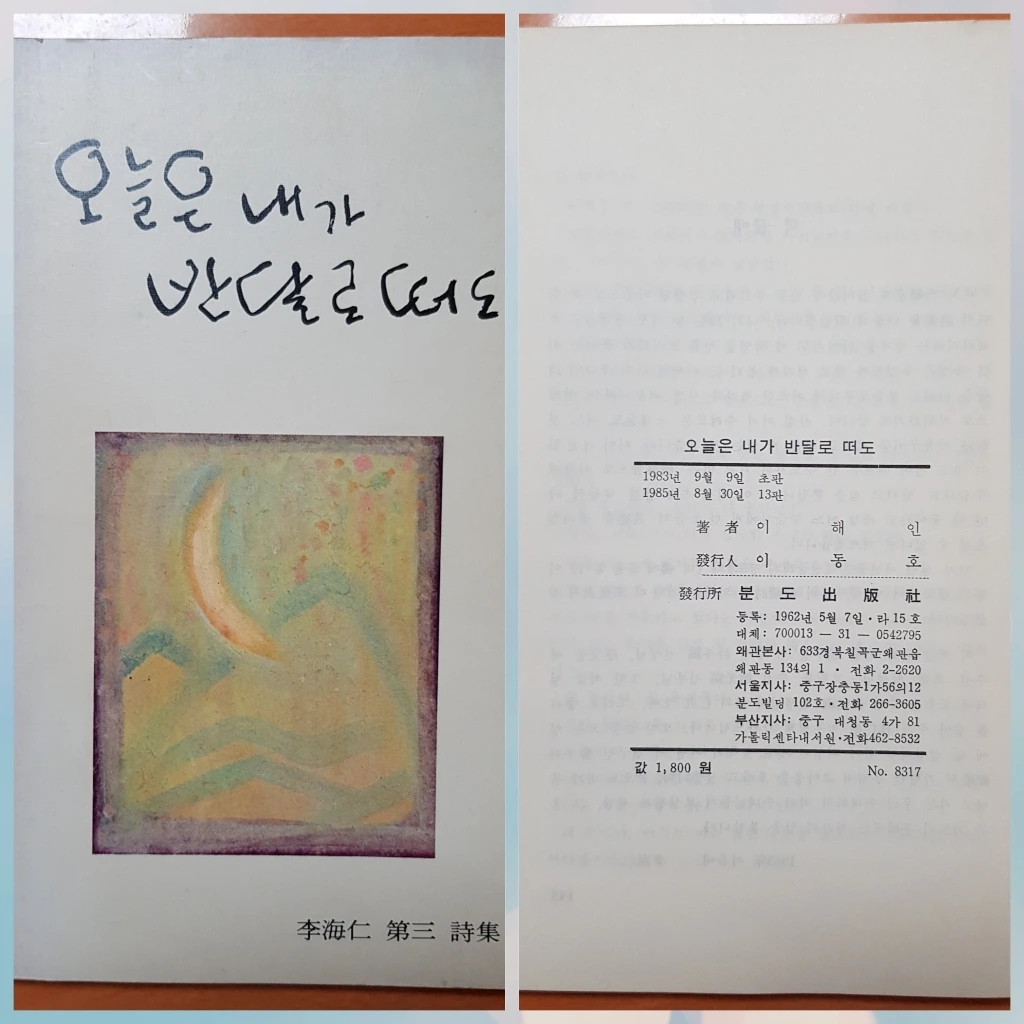 오늘은 내가
반달로 떠도
李海仁 第三 詩集
오늘은 내가 반달로 떠도
1983년 9월 9일 초판
1985년 8월 30일 13판
著者 이 해 인
發行人 이 동 호
發行所 분 도 出 版 社
등록: 1962년 5월 7일·라 15호
대체: 700013 — 31 — 0542795
왜관본사: 633경북칠곡군왜관읍
왜관동 134의 1 · 전화 2-2620
서울지사: 중구장충동1가56의12
분도빌딩 102호·전화 266-3605
부산지사: 중구 대청동 4가 81
가톨릭센타내서원·전화462-8532
값 1,800 원
No. 8317